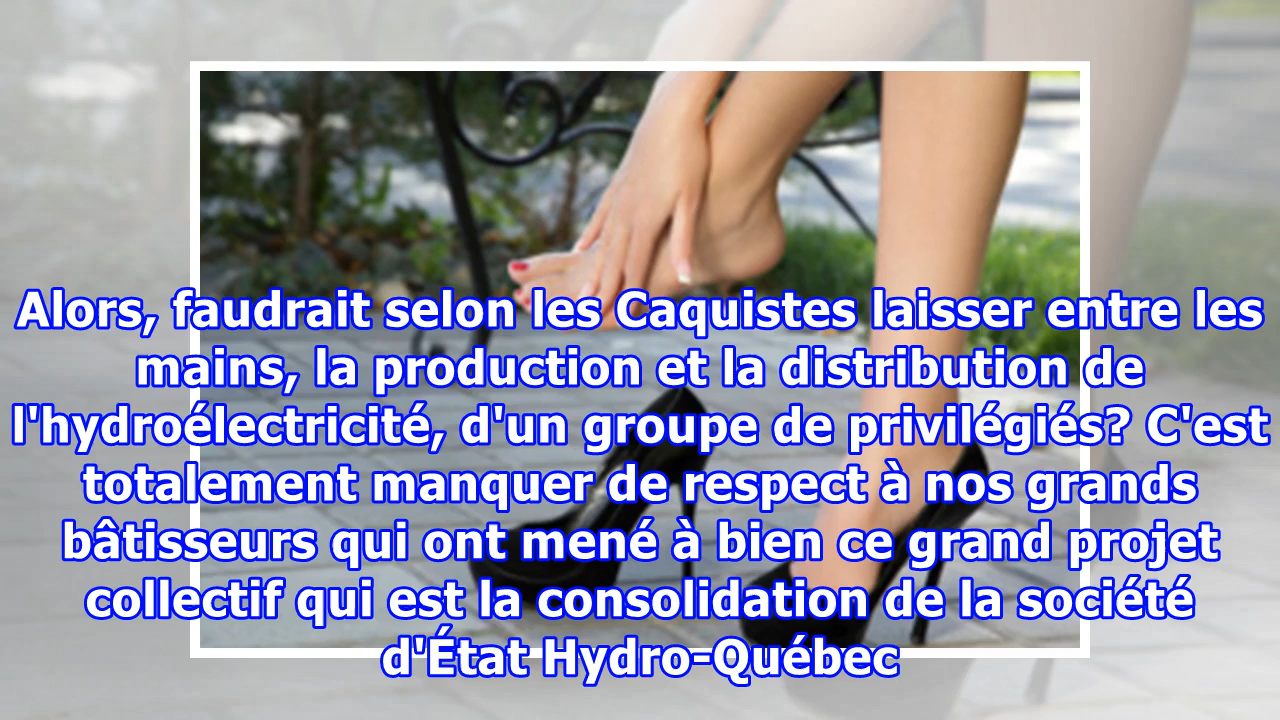 Alors, faudrait selon les Caquistes laisser entre les
mains, la production et la distribution de
l'hydroélectricité, d'un groupe de privilégiés? C'est
totalement manquer de respect à nos grands
bâtisseurs qui ont mené à bien ce grand projet
collectif qui est la consolidation de la société
d'État Hydro-Québec